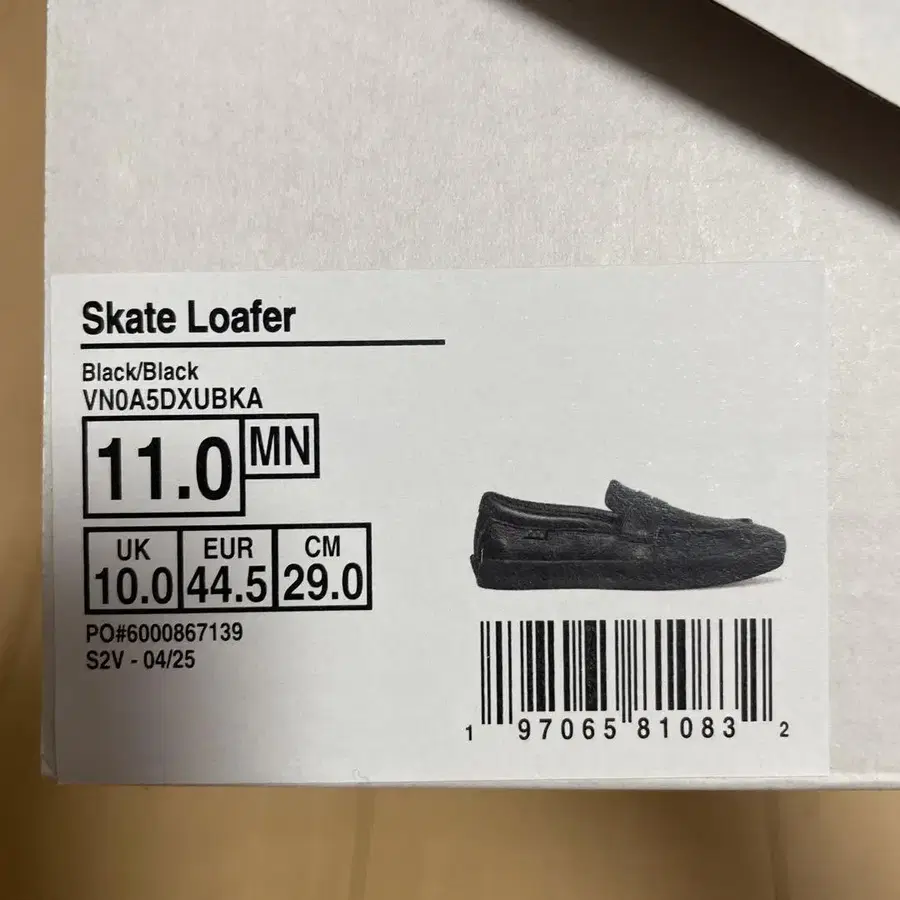 Skate Loafer
Black/Black
VN0A5DXUBKA
11.0 MN
UK EUR CM
10.0 44.5 29.0
PO#6000867139
S2V - 04/25
1 97065 81083 2